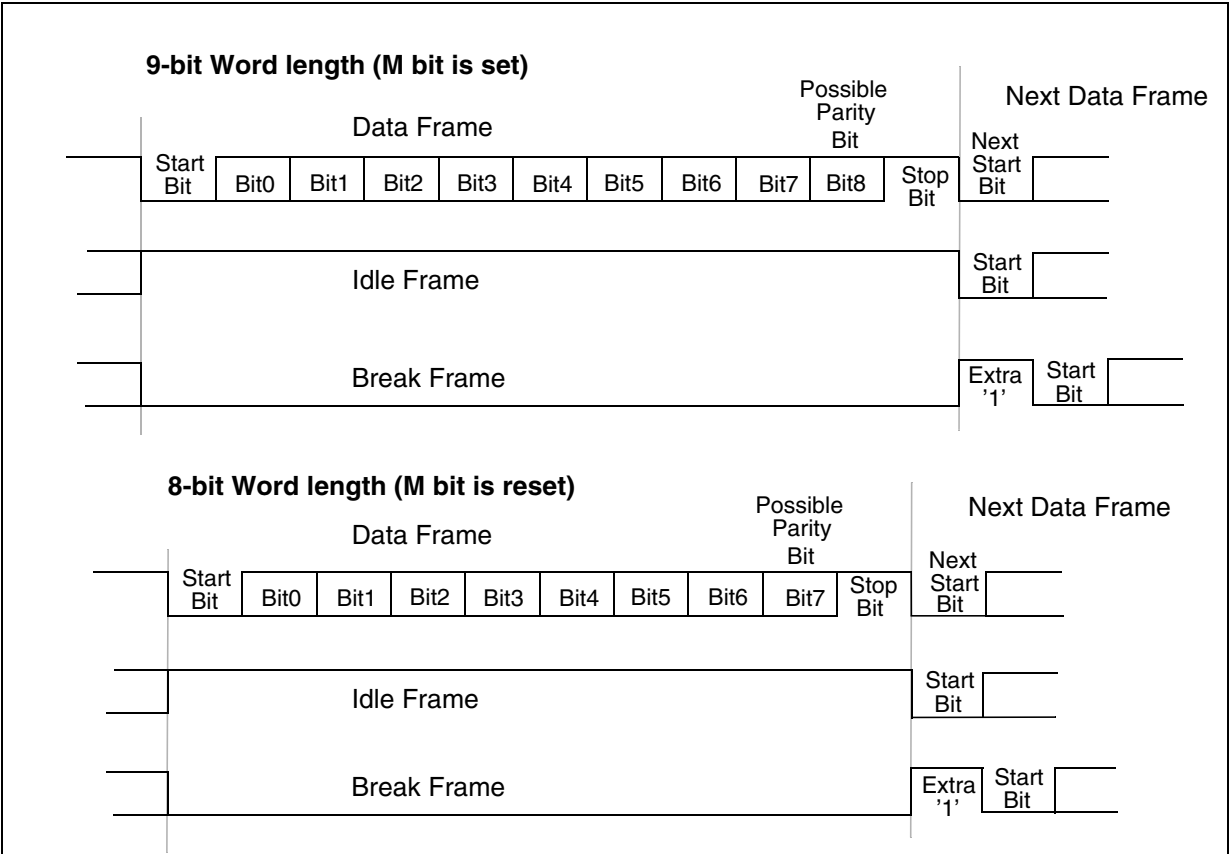 9-bit Word length (M bit is set)
Possible
Parity
Bit
Next Data Frame
Data Frame
Next
Start
Bit
Start
Bit
Bit0
Bit1
Bit2
Bit3
Bit4
Bit5
Bit6
Bit7
Bit8
Stop
Bit
Idle Frame
Start
Bit
Break Frame
Extra
'1'
Start
Bit
8-bit Word length (M bit is reset)
Possible
Parity
Bit
Next Data Frame
Data Frame
Next
Start
Bit
Start
Bit
Bit0
Bit1
Bit2
Bit3
Bit4
Bit5
Bit6
Bit7
Stop
Bit
Idle Frame
Start
Bit
Break Frame
Extra
'1'
Start
Bit